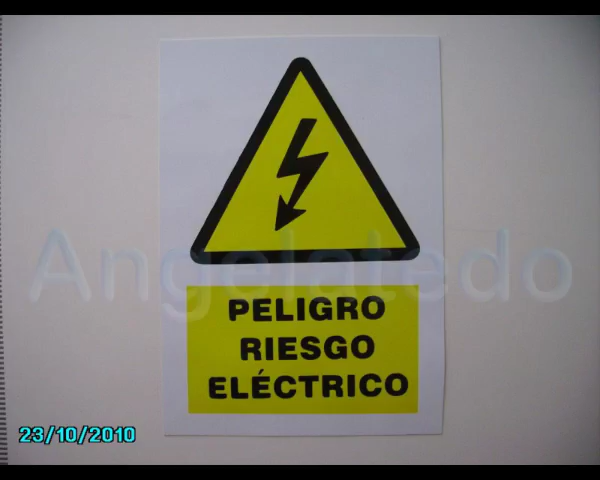 Angelatedo
PELIGRO
RIESGO
ELÉCTRICO
23/10/2010